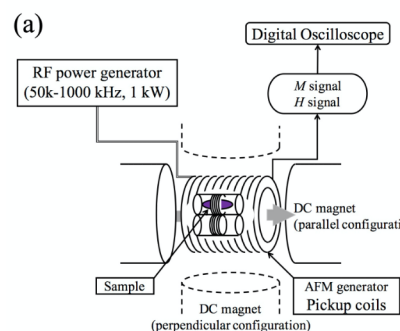 (a)
Digital Oscilloscope
RF power generator
(50k-1000 kHz, 1 kW)
M signal
H signal
DC magnet
(parallel configurati
Sample
AFM generator
Pickup coils
DC magnet
(perpendicular configuration)